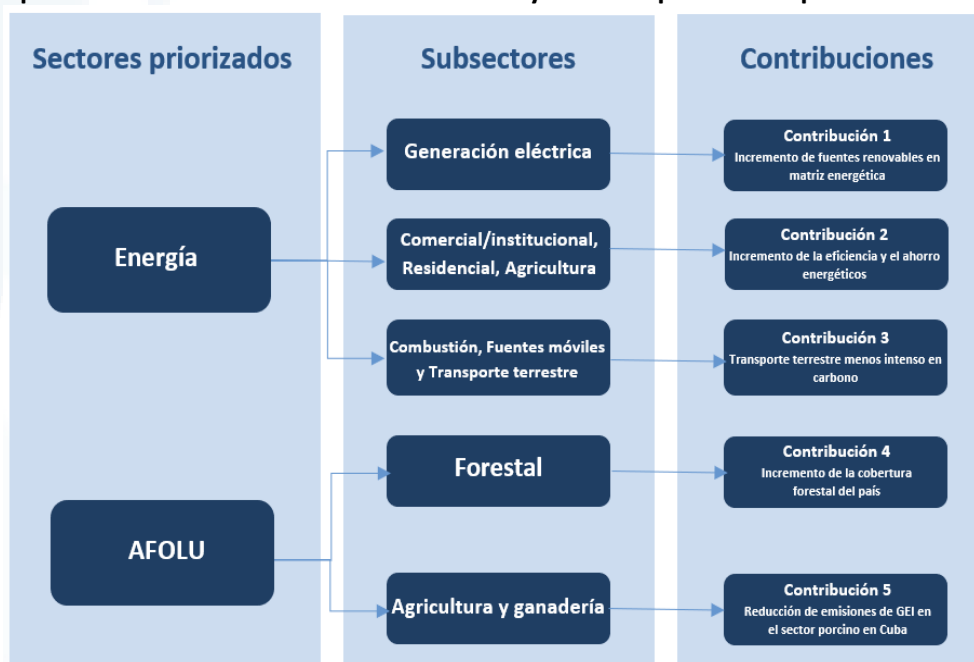 Sectores priorizados
Subsectores
Contribuciones
Energía
Generación eléctrica
Contribución 1
Incremento de fuentes renovables en
matriz energética
Comercial/institucional,
Residencial, Agricultura
Contribución 2
Incremento de la eficiencia y el ahorro
energéticos
Combustión, Fuentes móviles
y Transporte terrestre
Contribución 3
Transporte terrestre menos intenso en
carbono
AFOLU
Forestal
Contribución 4
Incremento de la cobertura
forestal del país
Agricultura y ganadería
Contribución 5
Reducción de emisiones de GEI en
el sector porcino en Cuba